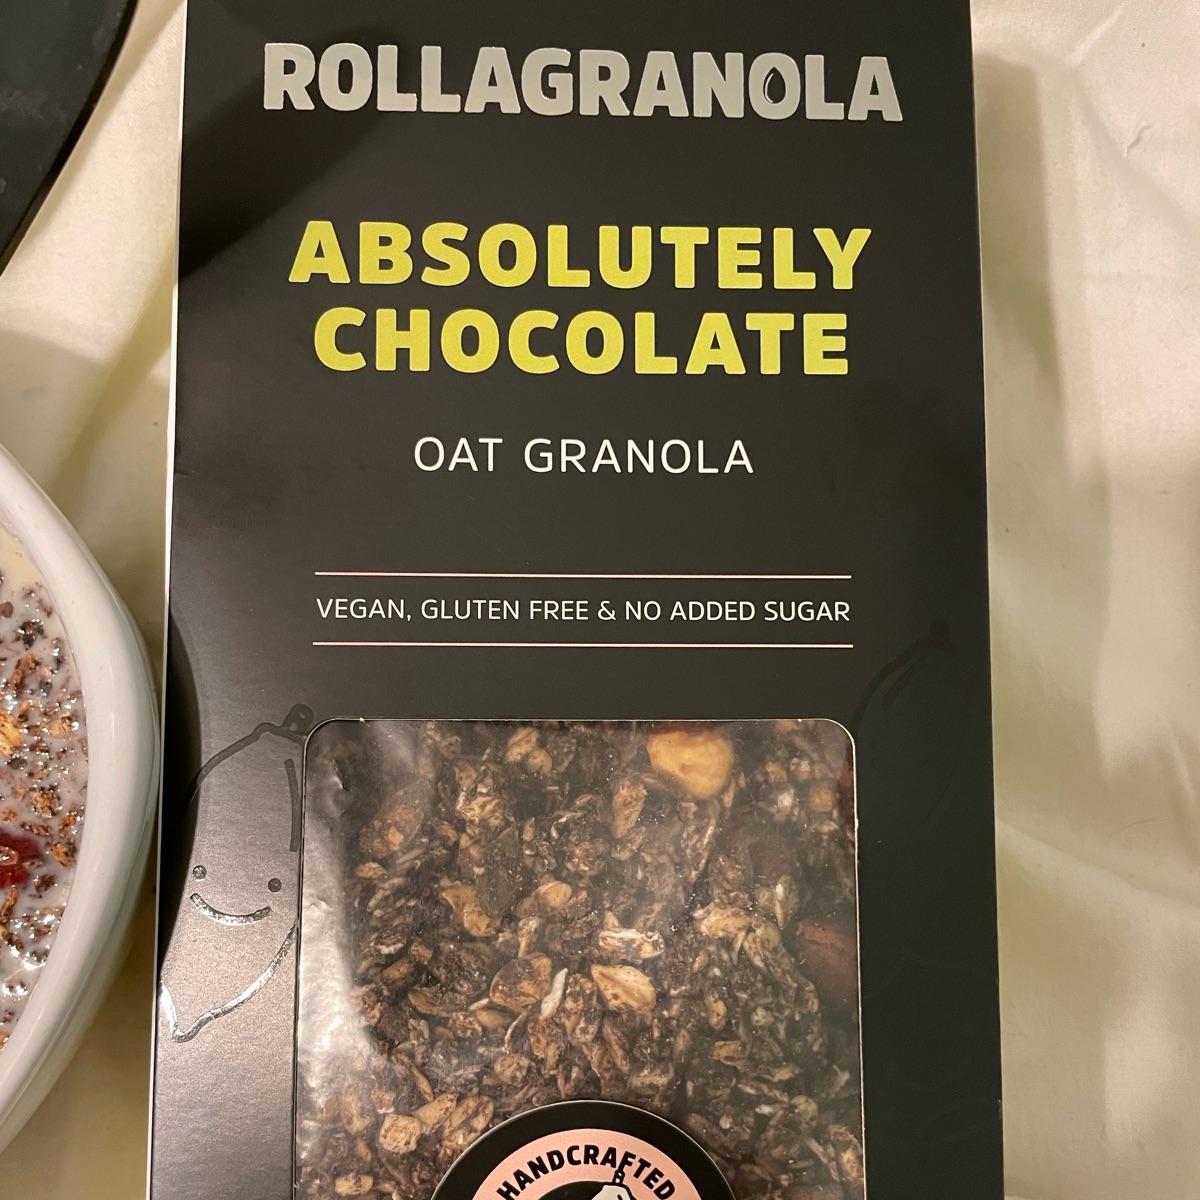 ROLLAGRANOLA
ABSOLUTELY
CHOCOLATE
OAT GRANOLA
VEGAN, GLUTEN FREE & NO ADDED SUGAR
HANDCRAFTED